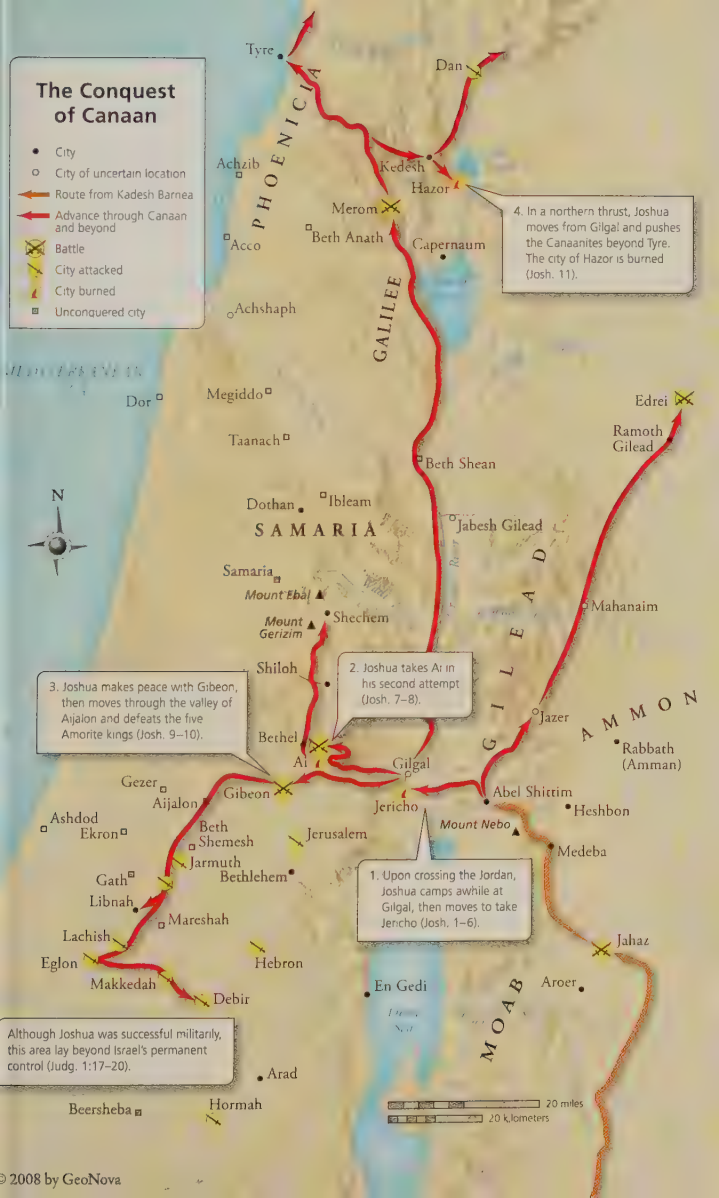 The Conquest
of Canaan
City
City of uncertain location
Route from Kadesh Barnea
Advance through Canaan
and beyond
Battle
City attacked
City burned
Unconquered city
Tyre
Dan
PHOENICIA
Achzib
Kedesh
Hazor
Merom
Beth Anath
Acco
Capernaum
4. In a northern thrust, Joshua
moves from Gilgal and pushes
the Canaanites beyond Tyre.
The city of Hazor is burned
(Josh. 11).
Achshaph
GALILEE
Dor
Megiddo
Edrei
Ramoth
Gilead
Taanach
Beth Shean
N
Dothan
Ibleam
SAMARIA
Jabesh Gilead
River
Samaria
Mount Ebal
Mount
Gerizim
Shechem
Mahanaim
GILEAD
Shiloh
2. Joshua takes Ai in
his second attempt
(Josh. 7–8).
3. Joshua makes peace with Gibeon,
then moves through the valley of
Aijalon and defeats the five
Amorite kings (Josh. 9–10).
Jazer
AMMON
Bethel
Ai
Gilgal
Rabbath
(Amman)
Gezer
Gibeon
Aijalon
Jericho
Abel Shittim
Heshbon
Ashdod
Ekron
Beth
Shemesh
Jerusalem
Mount Nebo
Medeba
Jarmuth
Gath
Bethlehem
Libnah
Mareshah
1. Upon crossing the Jordan,
Joshua camps awhile at
Gilgal, then moves to take
Jericho (Josh. 1–6).
Lachish
Eglon
Hebron
Jahaz
Makkedah
Debir
En Gedi
Aroer
MOAB
Although Joshua was successful militarily,
this area lay beyond Israel's permanent
control (Judg. 1:17–20).
Arad
Beersheba
Hormah
20 miles
20 kilometers
© 2008 by GeoNova